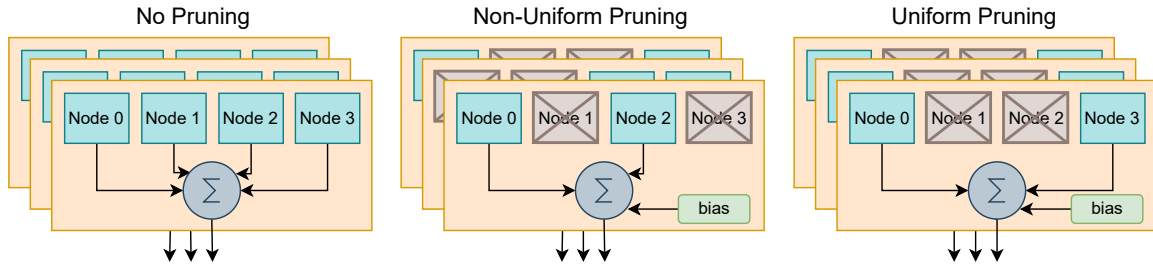 No Pruning
Non-Uniform Pruning
Uniform Pruning
Node 0 Node 1 Node 2 Node 3
Node 0 Node 1 Node 2 Node 3
Node 0 Node 1 Node 2 Node 3
∑
∑
bias
∑
bias